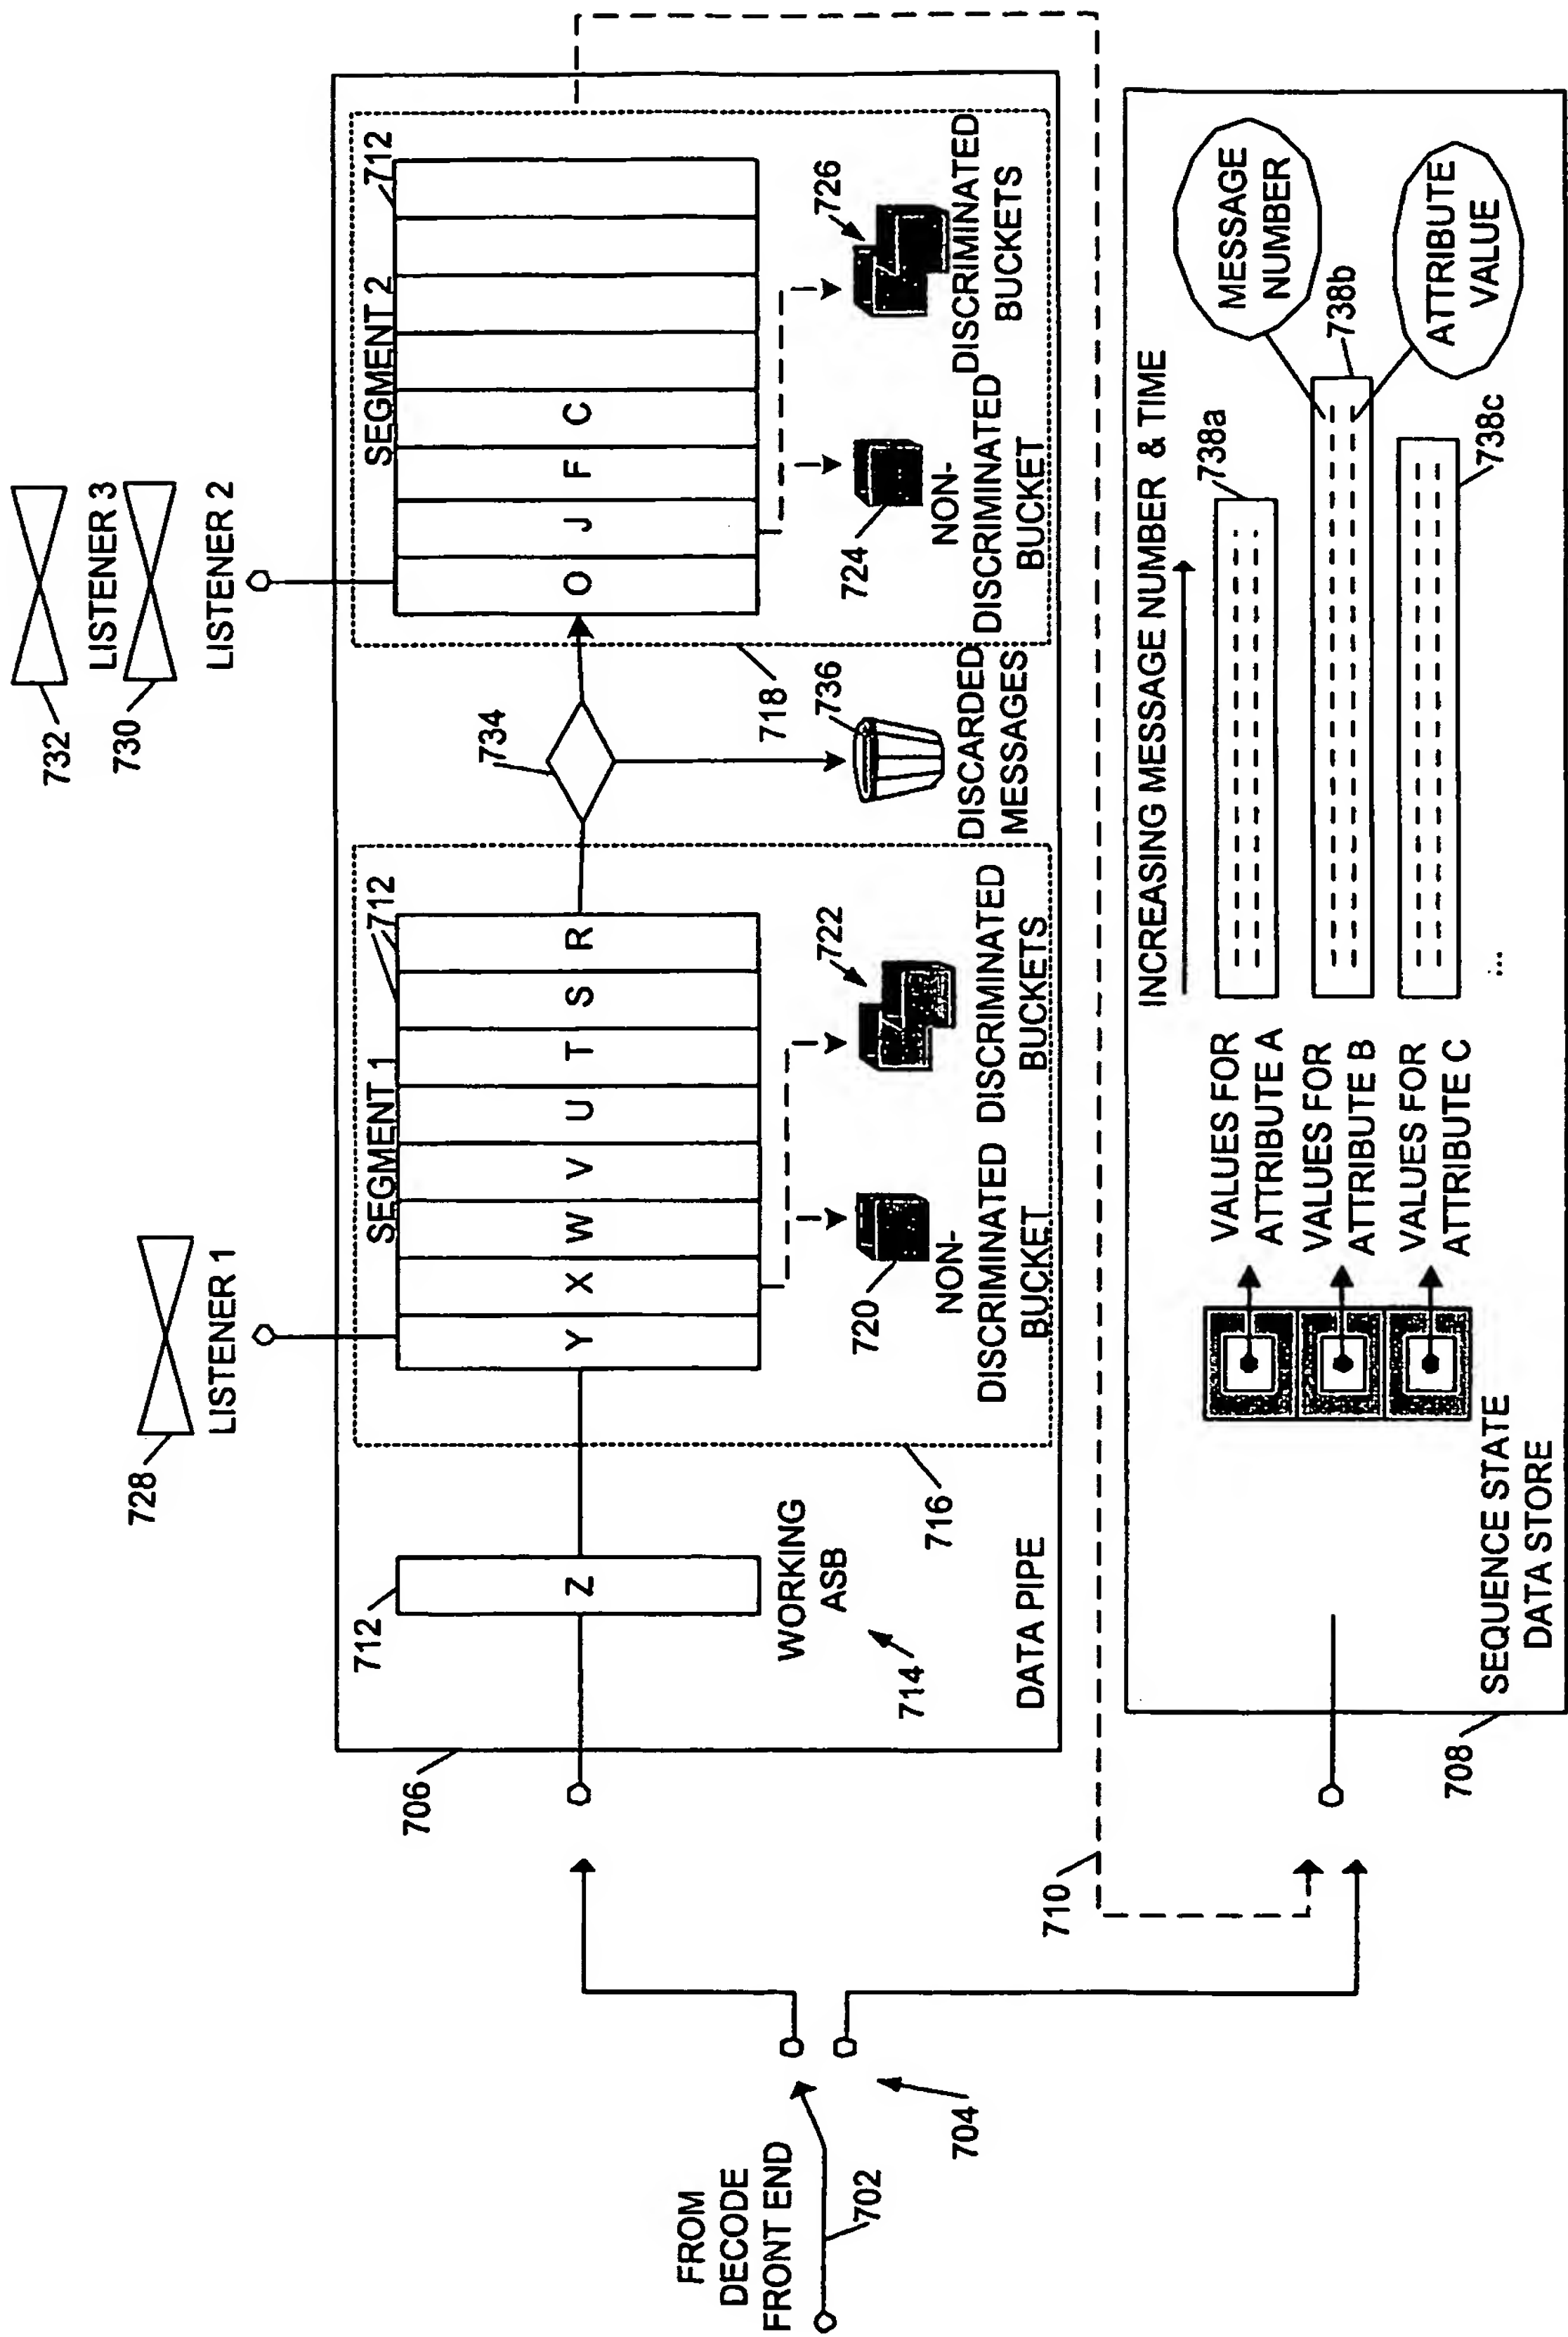 732
730
LISTENER 3
LISTENER 2
728
LISTENER 1
706
712
Z
WORKING
ASB
714
DATA PIPE
716
SEGMENT 1
712
Y
X
W
V
U
T
S
R
720
NON-
DISCRIMINATED
BUCKET
722
DISCRIMINATED
BUCKETS
734
736
DISCARDED
MESSAGES
718
SEGMENT 2
712
O
J
F
C
724
NON-
DISCRIMINATED
BUCKET
726
DISCRIMINATED
BUCKETS
FROM
DECODE
FRONT END
702
704
710
708
SEQUENCE STATE
DATA STORE
INCREASING MESSAGE NUMBER & TIME
VALUES FOR
ATTRIBUTE A
738a
VALUES FOR
ATTRIBUTE B
738b
VALUES FOR
ATTRIBUTE C
738c
...
MESSAGE
NUMBER
ATTRIBUTE
VALUE